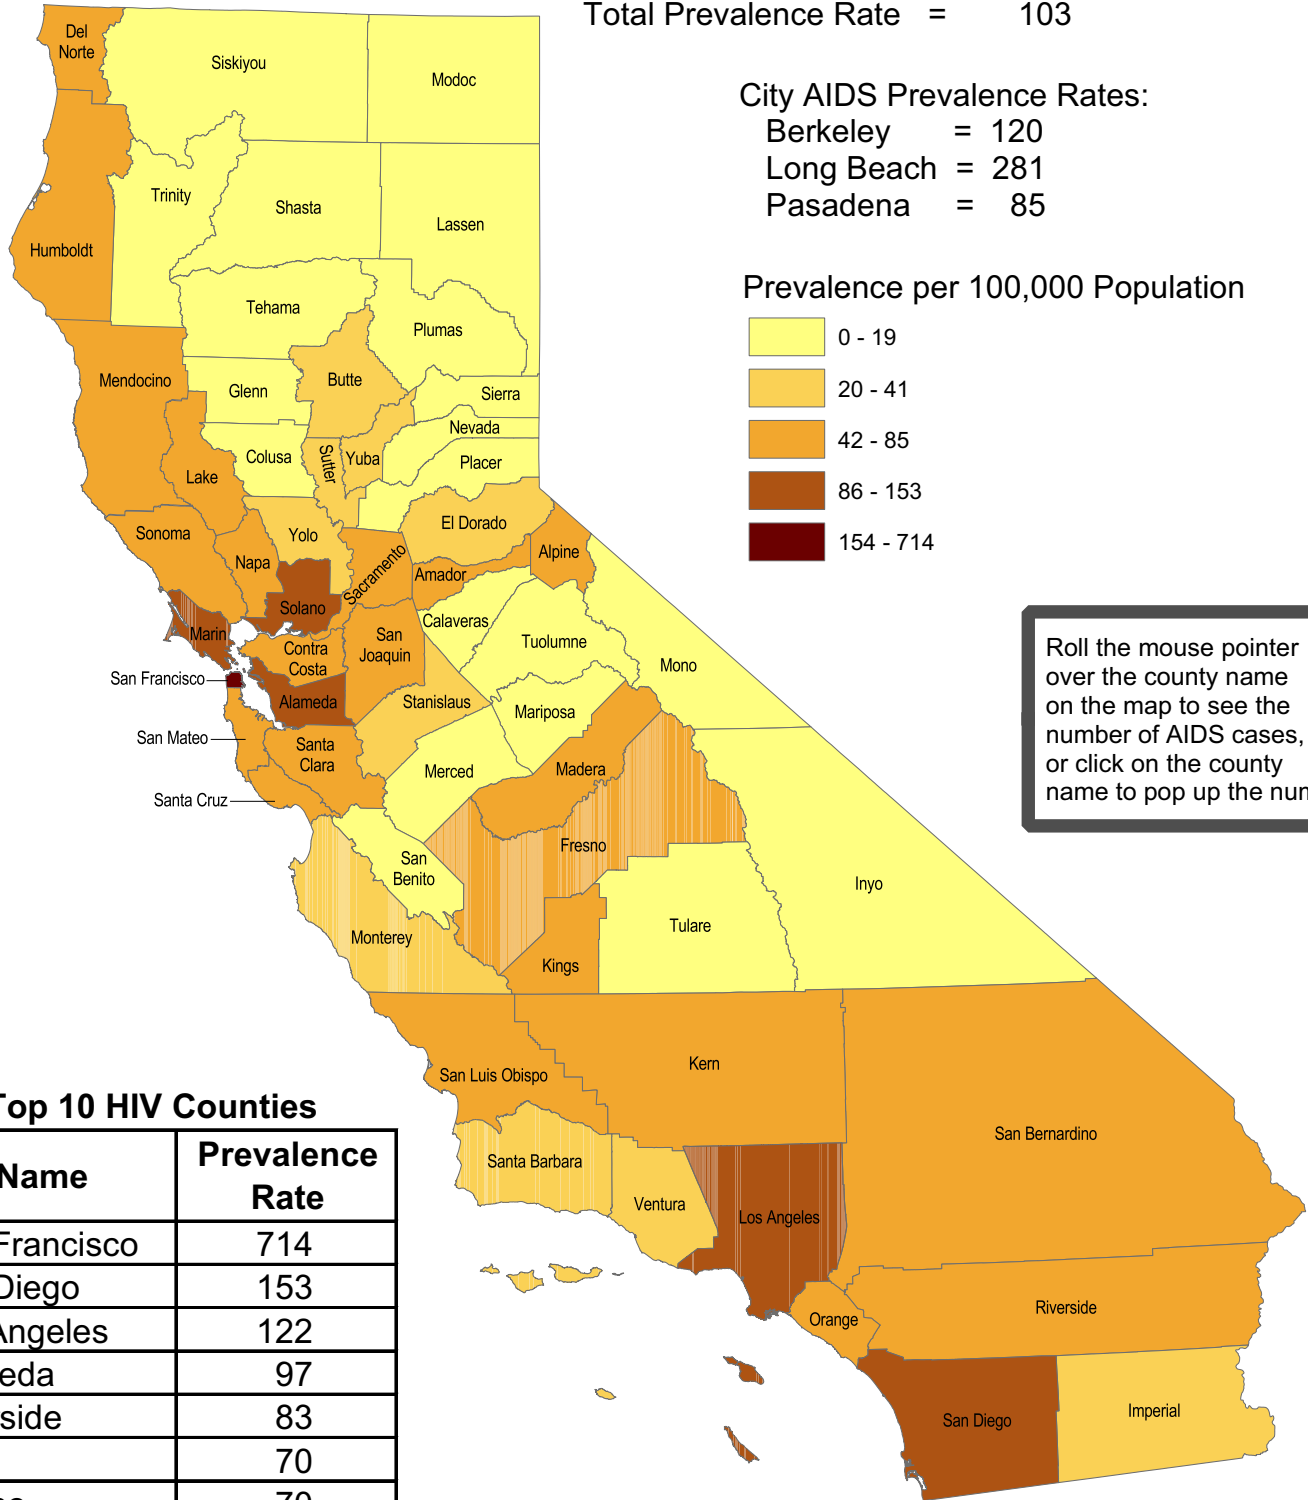 Total Prevalence Rate = 103
City AIDS Prevalence Rates:
Berkeley = 120
Long Beach = 281
Pasadena = 85
Prevalence per 100,000 Population
0 - 19
20 - 41
42 - 85
86 - 153
154 - 714
Roll the mouse pointer
over the county name
on the map to see the
number of AIDS cases,
or click on the county
name to pop up the
Del
Norte
Siskiyou
Modoc
Trinity
Shasta
Lassen
Humboldt
Tehama
Plumas
Mendocino
Glenn
Butte
Sierra
Nevada
Colusa
Sutter
Yuba
Placer
Lake
Sonoma
Yolo
El Dorado
Napa
Sacramento
Alpine
Amador
Solano
Marin
Calaveras
Contra
Costa
San
Joaquin
Tuolumne
Mono
San Francisco
Alameda
Stanislaus
Mariposa
San Mateo
Santa
Clara
Merced
Madera
Santa Cruz
Fresno
San
Benito
Inyo
Monterey
Tulare
Kings
San Luis Obispo
Kern
San Bernardino
Santa Barbara
Ventura
Los Angeles
Orange
Riverside
San Diego
Imperial
Top 10 HIV Counties
Name Prevalence
Rate
Francisco 714
Diego 153
Angeles 122
eda 97
side 83
70
70